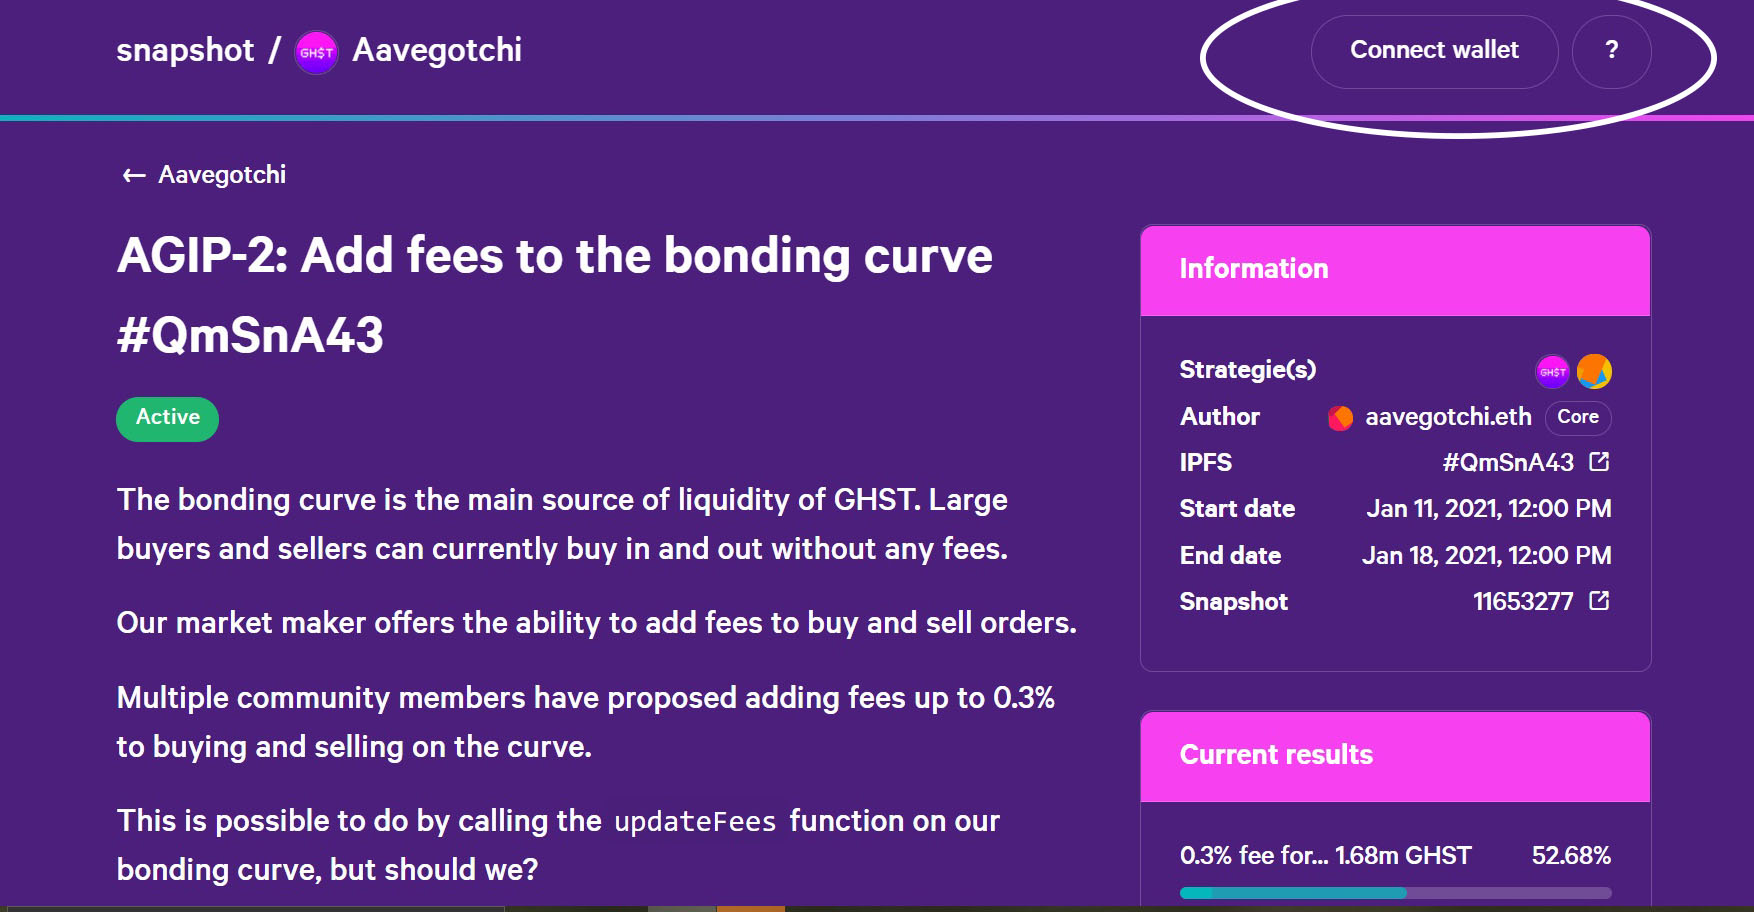 snapshot / GH$T Aavegotchi
Connect wallet
?
← Aavegotchi
AGIP-2: Add fees to the bonding curve
#QmSnA43
Active
The bonding curve is the main source of liquidity of GHST. Large
buyers and sellers can currently buy in and out without any fees.
Our market maker offers the ability to add fees to buy and sell orders.
Multiple community members have proposed adding fees up to 0.3%
to buying and selling on the curve.
This is possible to do by calling the updateFees function on our
bonding curve, but should we?
Information
Strategie(s) GH$T
Author aavegotchi.eth Core
IPFS #QmSnA43
Start date Jan 11, 2021, 12:00 PM
End date Jan 18, 2021, 12:00 PM
Snapshot 11653277
Current results
0.3% fee for... 1.68m GHST 52.68%